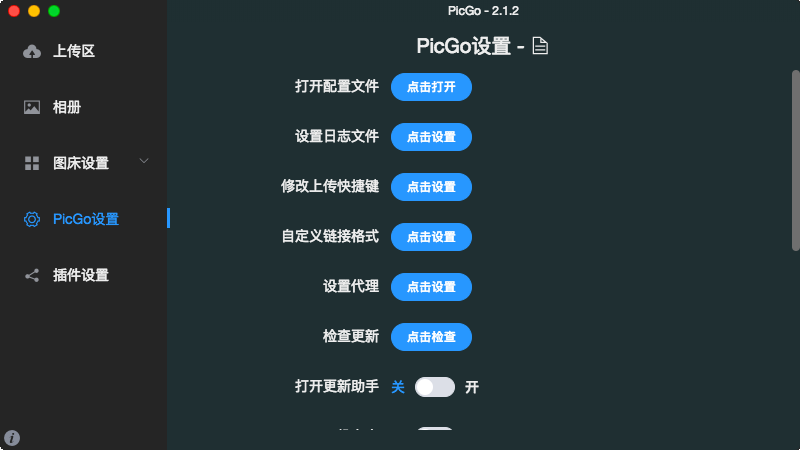 PicGo - 2.1.2
上传区
相册
图床设置
PicGo设置
插件设置
PicGo设置 -
打开配置文件 点击打开
设置日志文件 点击设置
修改上传快捷键 点击设置
自定义链接格式 点击设置
设置代理 点击设置
检查更新 点击检查
打开更新助手 关 开